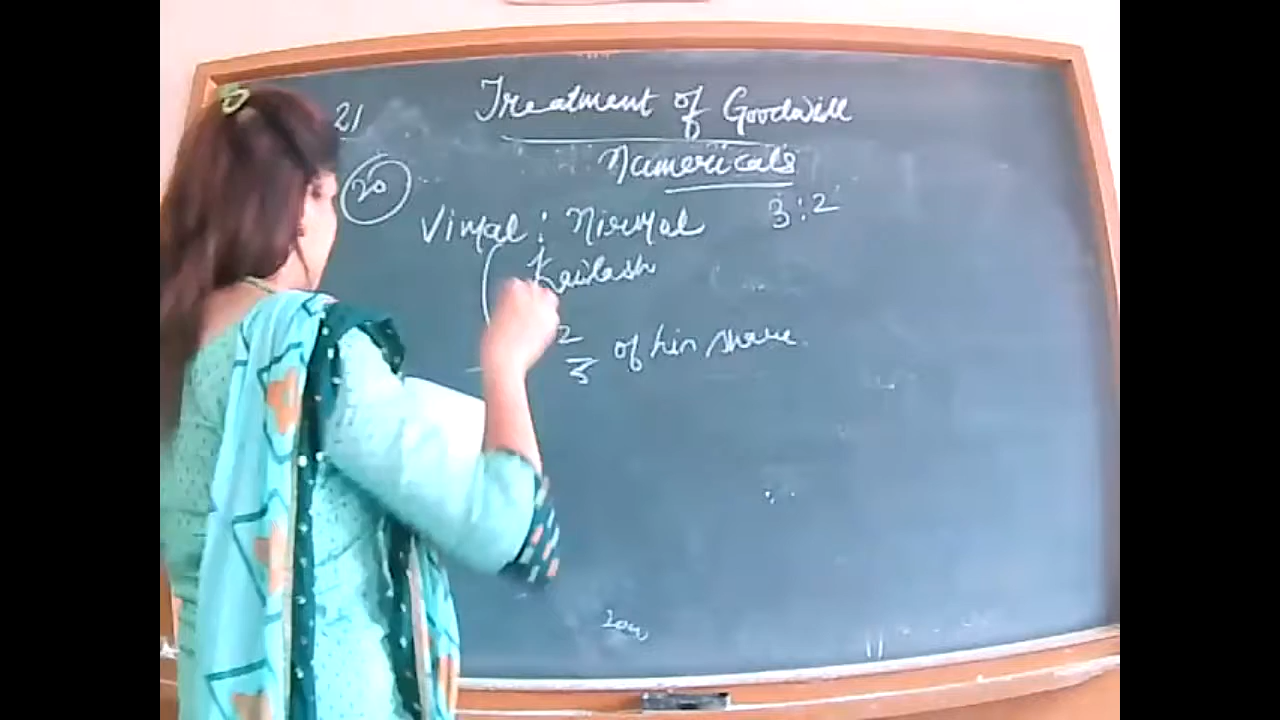 Treatment of Goodwill
21
Numericals
20
Vimal : Nirmal 3:2
Kailash
2/3 of his share.